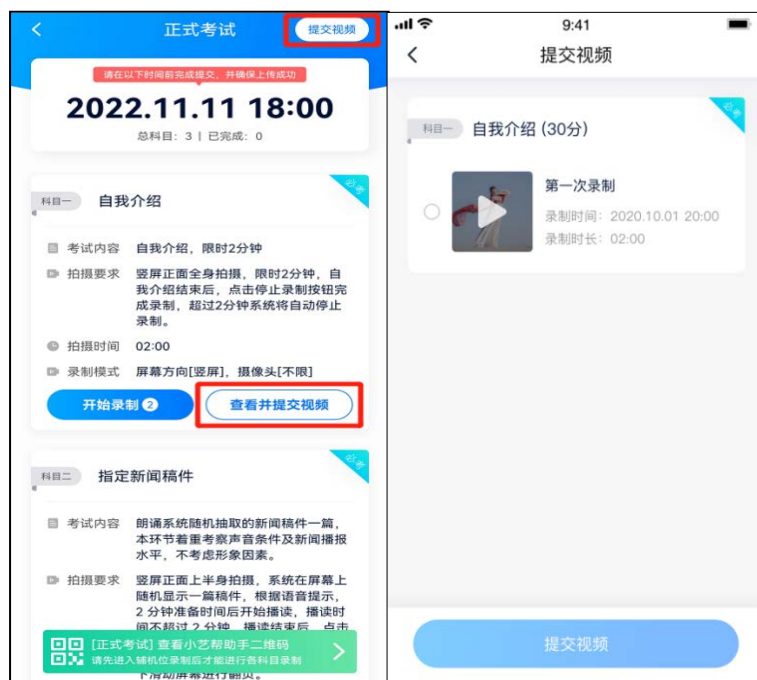 正式考试
提交视频
请在以下时间前完成提交，并确保上传成功
2022.11.11 18:00
总科目：3 | 已完成：0
必考
科目一 自我介绍
考试内容 自我介绍，限时2分钟
拍摄要求 竖屏正面全身拍摄，限时2分钟，自
我介绍结束后，点击停止录制按钮完
成录制，超过2分钟系统将自动停止
录制。
拍摄时间 02:00
录制模式 屏幕方向[竖屏]，摄像头[不限]
开始录制 2
查看并提交视频
必考
科目二 指定新闻稿件
考试内容 朗诵系统随机抽取的新闻稿件一篇，
本环节着重考察声音条件及新闻播报
水平，不考虑形象因素。
拍摄要求 竖屏正面上半身拍摄，系统在屏幕上
随机显示一篇稿件，根据语音提示，
2 分钟准备时间后开始播读，播读时
间不超过 2 分钟，播读结束后，点击
[正式考试] 查看小艺帮助手二维码
请先进入辅机位录制后才能进行各科目录制
下滑动屏幕进行翻页。
9:41
提交视频
必考
科目一 自我介绍 (30分)
第一次录制
录制时间：2020.10.01 20:00
录制时长：02:00
提交视频